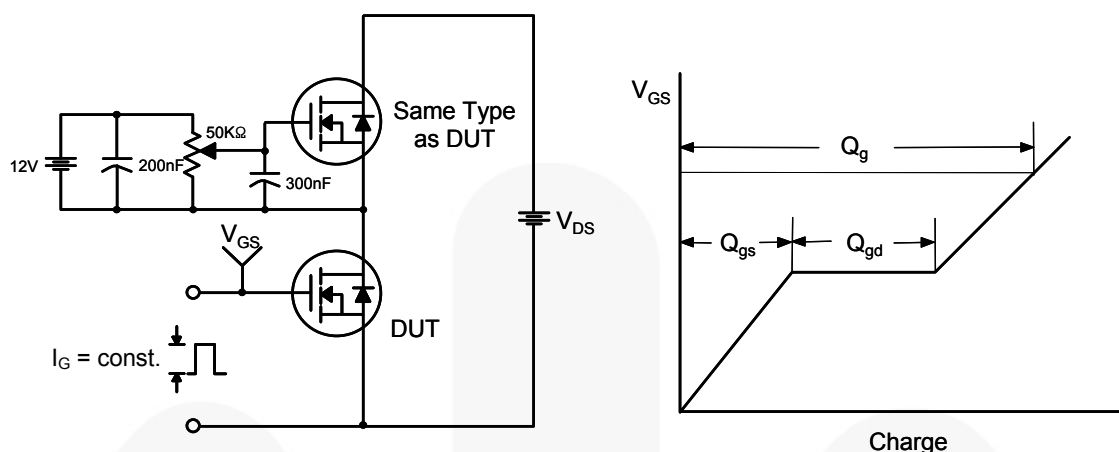 12V
200nF
50KΩ
300nF
Same Type
as DUT
V_DS
V_GS
DUT
I_G = const.
V_GS
Q_g
Q_gs
Q_gd
Charge